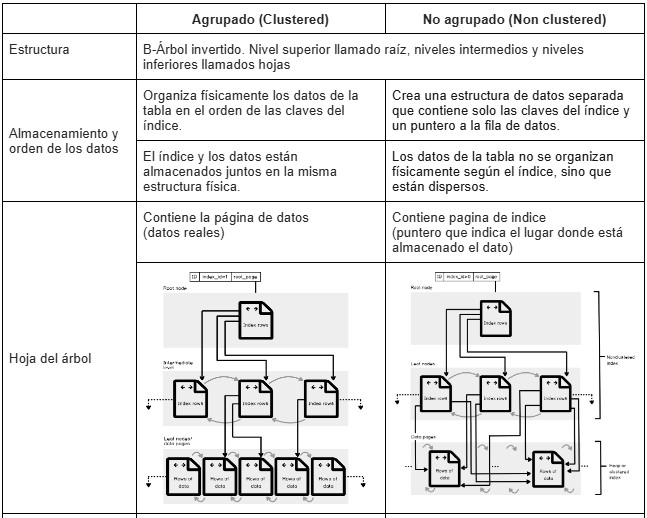 Agrupado (Clustered)
No agrupado (Non clustered)
Estructura
B-Árbol invertido. Nivel superior llamado raíz, niveles intermedios y niveles
inferiores llamados hojas
Almacenamiento y
orden de los datos
Organiza físicamente los datos de la
tabla en el orden de las claves del
índice.
Crea una estructura de datos separada
que contiene solo las claves del índice y
un puntero a la fila de datos.
El índice y los datos están
almacenados juntos en la misma
estructura física.
Los datos de la tabla no se organizan
físicamente según el índice, sino que
están dispersos.
Hoja del árbol
Contiene la página de datos
(datos reales)
Contiene pagina de indice
(puntero que indica el lugar donde está
almacenado el dato)
ID index_id=1 root_page
Root node
Index rows
Intermediate
level
Index rows
Index rows
Index rows
Leaf nodes/
data pages
Rows of
data
Rows of
data
Rows of
data
Rows of
data
Rows of
data
ID index_id>0 root_page
Root node
Index rows
Leaf nodes
Index rows
Index rows
Index rows
Nonclustered
index
Data pages
Rows of
data
Rows of
data
Heap or
clustered
index